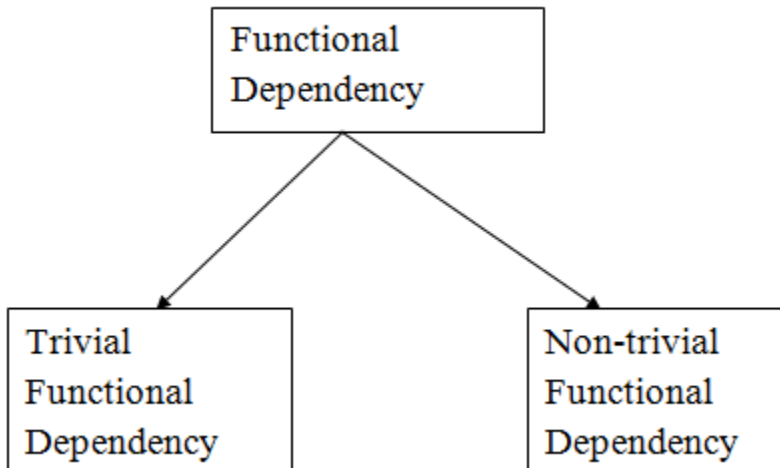 Functional
Dependency
Trivial
Functional
Dependency
Non-trivial
Functional
Dependency